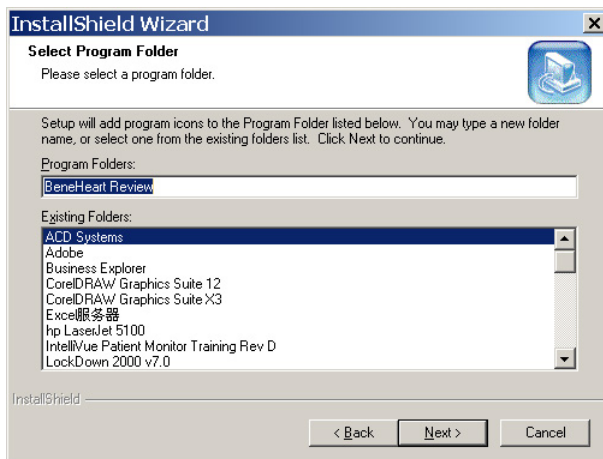 InstallShield Wizard
Select Program Folder
Please select a program folder.
Setup will add program icons to the Program Folder listed below. You may type a new folder
name, or select one from the existing folders list. Click Next to continue.
Program Folders:
BeneHeart Review
Existing Folders:
ACD Systems
Adobe
Business Explorer
CorelDRAW Graphics Suite 12
CorelDRAW Graphics Suite X3
Excel服务器
hp LaserJet 5100
IntelliVue Patient Monitor Training Rev D
LockDown 2000 v7.0
InstallShield
< Back
Next >
Cancel